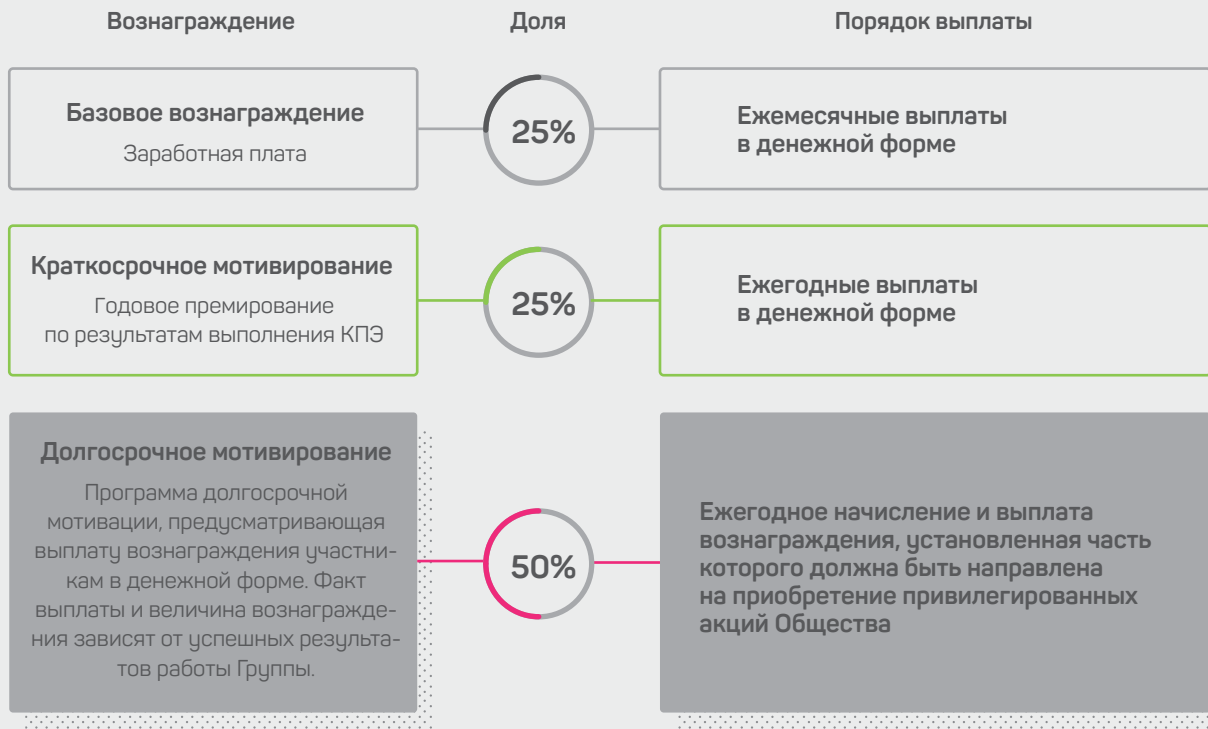 Вознаграждение
Доля
Порядок выплаты
Базовое вознаграждение
Заработная плата
25%
Ежемесячные выплаты
в денежной форме
Краткосрочное мотивирование
Годовое премирование
по результатам выполнения КПЭ
25%
Ежегодные выплаты
в денежной форме
Долгосрочное мотивирование
Программа долгосрочной
мотивации, предусматривающая
выплату вознаграждения участни-
кам в денежной форме. Факт
выплаты и величина вознагражде-
ния зависят от успешных результа-
тов работы Группы.
50%
Ежегодное начисление и выплата
вознаграждения, установленная часть
которого должна быть направлена
на приобретение привилегированных
акций Общества